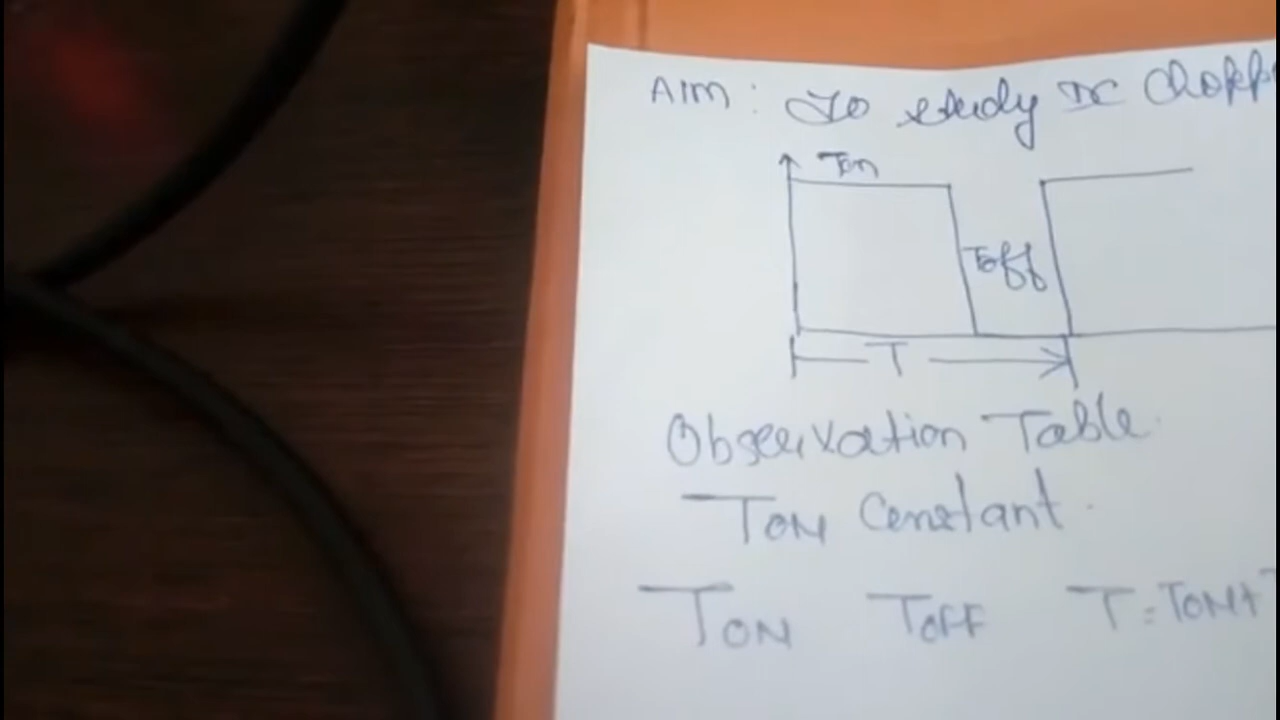 Aim: To study DC Chopp
Ton
Toff
T
Observation Table
TON Constant.
TON TOFF T=TON+T